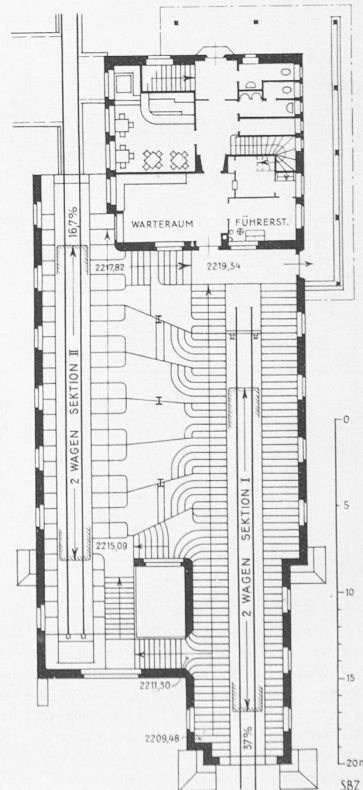 16,7%
WARTERAUM
FÜHRERST.
2217,82
2219,34
2 WAGEN SEKTION II
2 WAGEN SEKTION I
0
5
2215,09
10
2211,30
15
2209,48
37%
20m
SBZ